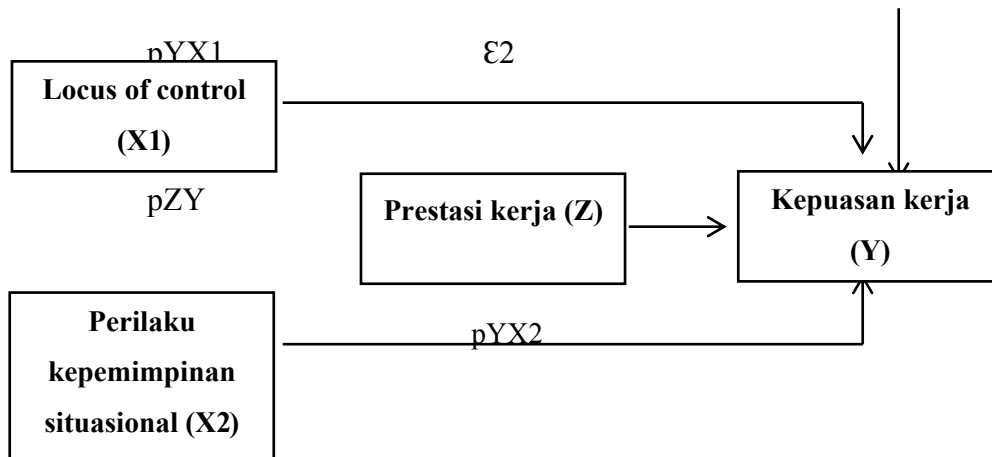 pYX1
Ɛ2
Locus of control
(X1)
pZY
Prestasi kerja (Z)
Kepuasan kerja
(Y)
Perilaku
kepemimpinan
situasional (X2)
pYX2